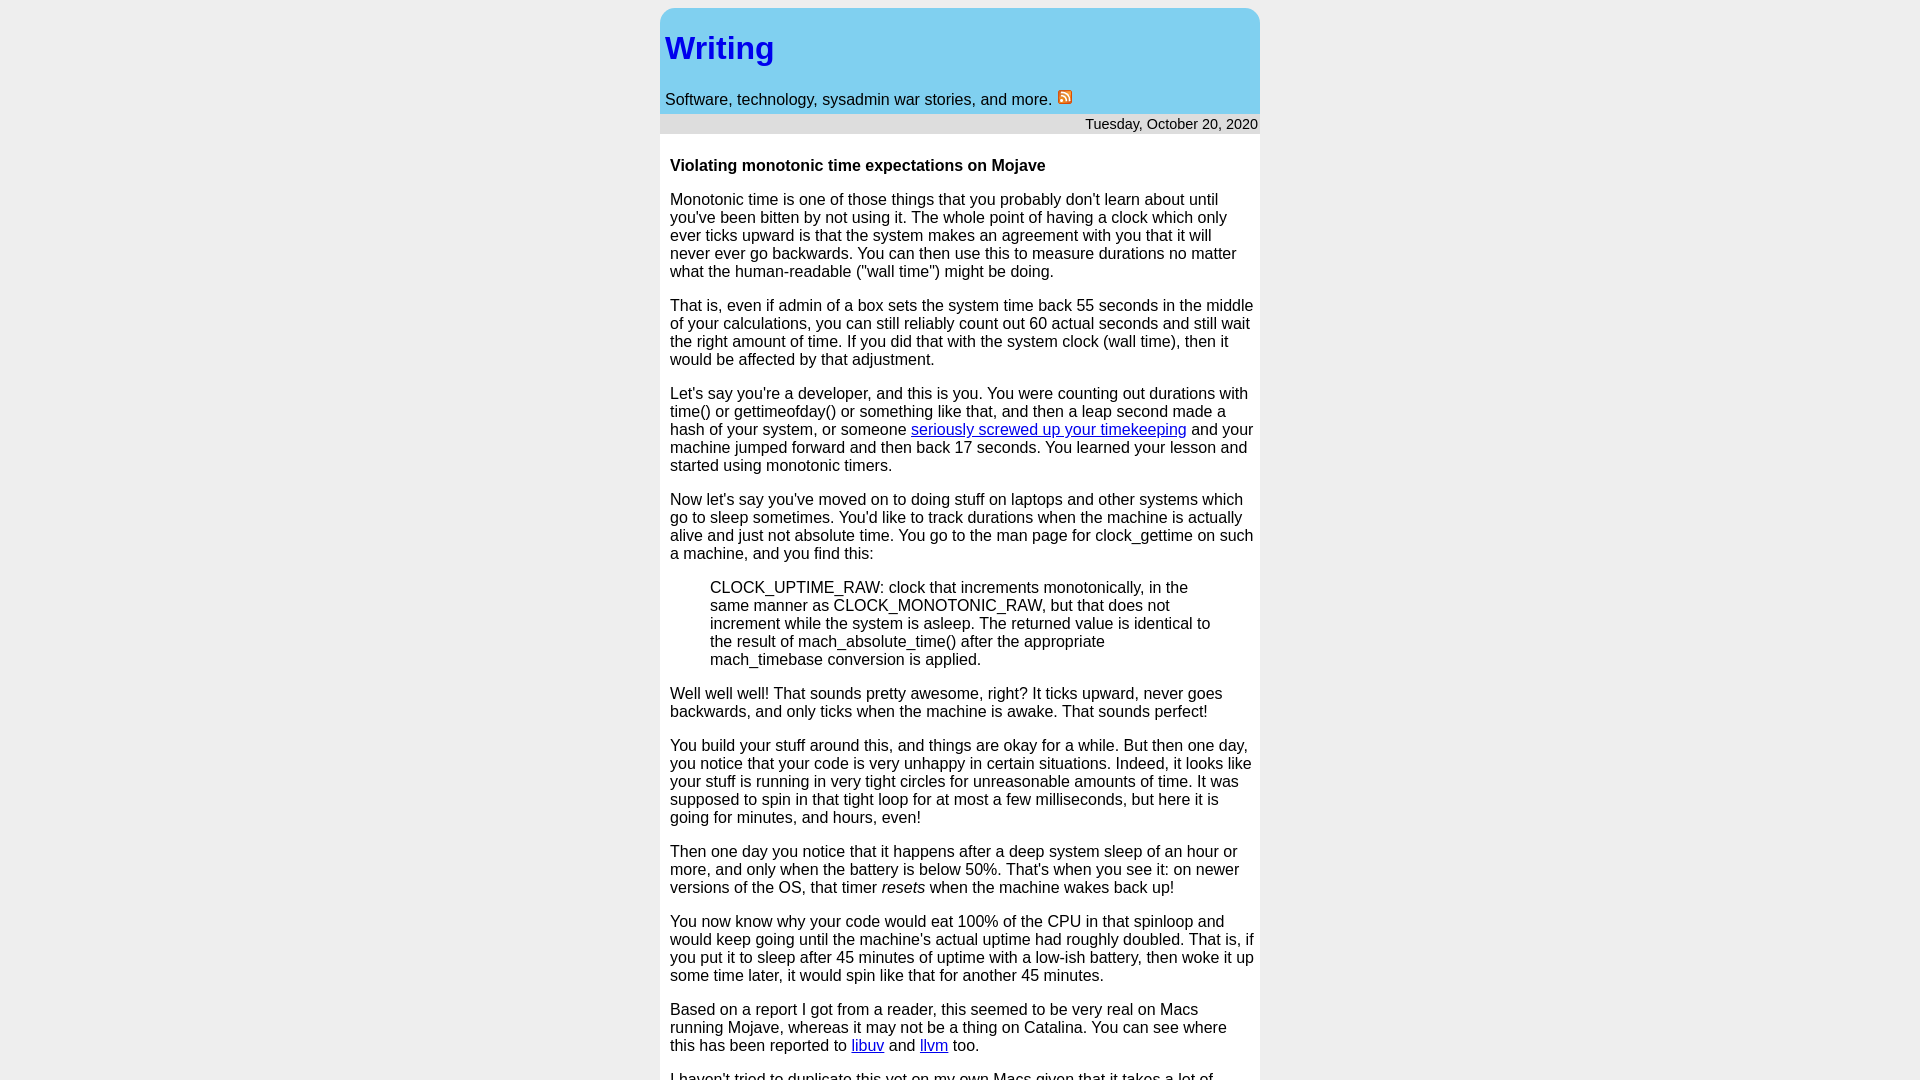 Writing
Software, technology, sysadmin war stories, and more.
Tuesday, October 20, 2020
Violating monotonic time expectations on Mojave
Monotonic time is one of those things that you probably don't learn about until
you've been bitten by not using it. The whole point of having a clock which only
ever ticks upward is that the system makes an agreement with you that it will
never ever go backwards. You can then use this to measure durations no matter
what the human-readable ("wall time") might be doing.
That is, even if admin of a box sets the system time back 55 seconds in the middle
of your calculations, you can still reliably count out 60 actual seconds and still wait
the right amount of time. If you did that with the system clock (wall time), then it
would be affected by that adjustment.
Let's say you're a developer, and this is you. You were counting out durations with
time() or gettimeofday() or something like that, and then a leap second made a
hash of your system, or someone seriously screwed up your timekeeping and your
machine jumped forward and then back 17 seconds. You learned your lesson and
started using monotonic timers.
Now let's say you've moved on to doing stuff on laptops and other systems which
go to sleep sometimes. You'd like to track durations when the machine is actually
alive and just not absolute time. You go to the man page for clock_gettime on such
a machine, and you find this:
CLOCK_UPTIME_RAW: clock that increments monotonically, in the
same manner as CLOCK_MONOTONIC_RAW, but that does not
increment while the system is asleep. The returned value is identical to
the result of mach_absolute_time() after the appropriate
mach_timebase conversion is applied.
Well well well! That sounds pretty awesome, right? It ticks upward, never goes
backwards, and only ticks when the machine is awake. That sounds perfect!
You build your stuff around this, and things are okay for a while. But then one day,
you notice that your code is very unhappy in certain situations. Indeed, it looks like
your stuff is running in very tight circles for unreasonable amounts of time. It was
supposed to spin in that tight loop for at most a few milliseconds, but here it is
going for minutes, and hours, even!
Then one day you notice that it happens after a deep system sleep of an hour or
more, and only when the battery is below 50%. That's when you see it: on newer
versions of the OS, that timer resets when the machine wakes back up!
You now know why your code would eat 100% of the CPU in that spinloop and
would keep going until the machine's actual uptime had roughly doubled. That is, if
you put it to sleep after 45 minutes of uptime with a low-ish battery, then woke it up
some time later, it would spin like that for another 45 minutes.
Based on a report I got from a reader, this seemed to be very real on Macs
running Mojave, whereas it may not be a thing on Catalina. You can see where
this has been reported to libuv and llvm too.
I haven't tried to duplicate this yet on my own Macs given that it takes a lot of